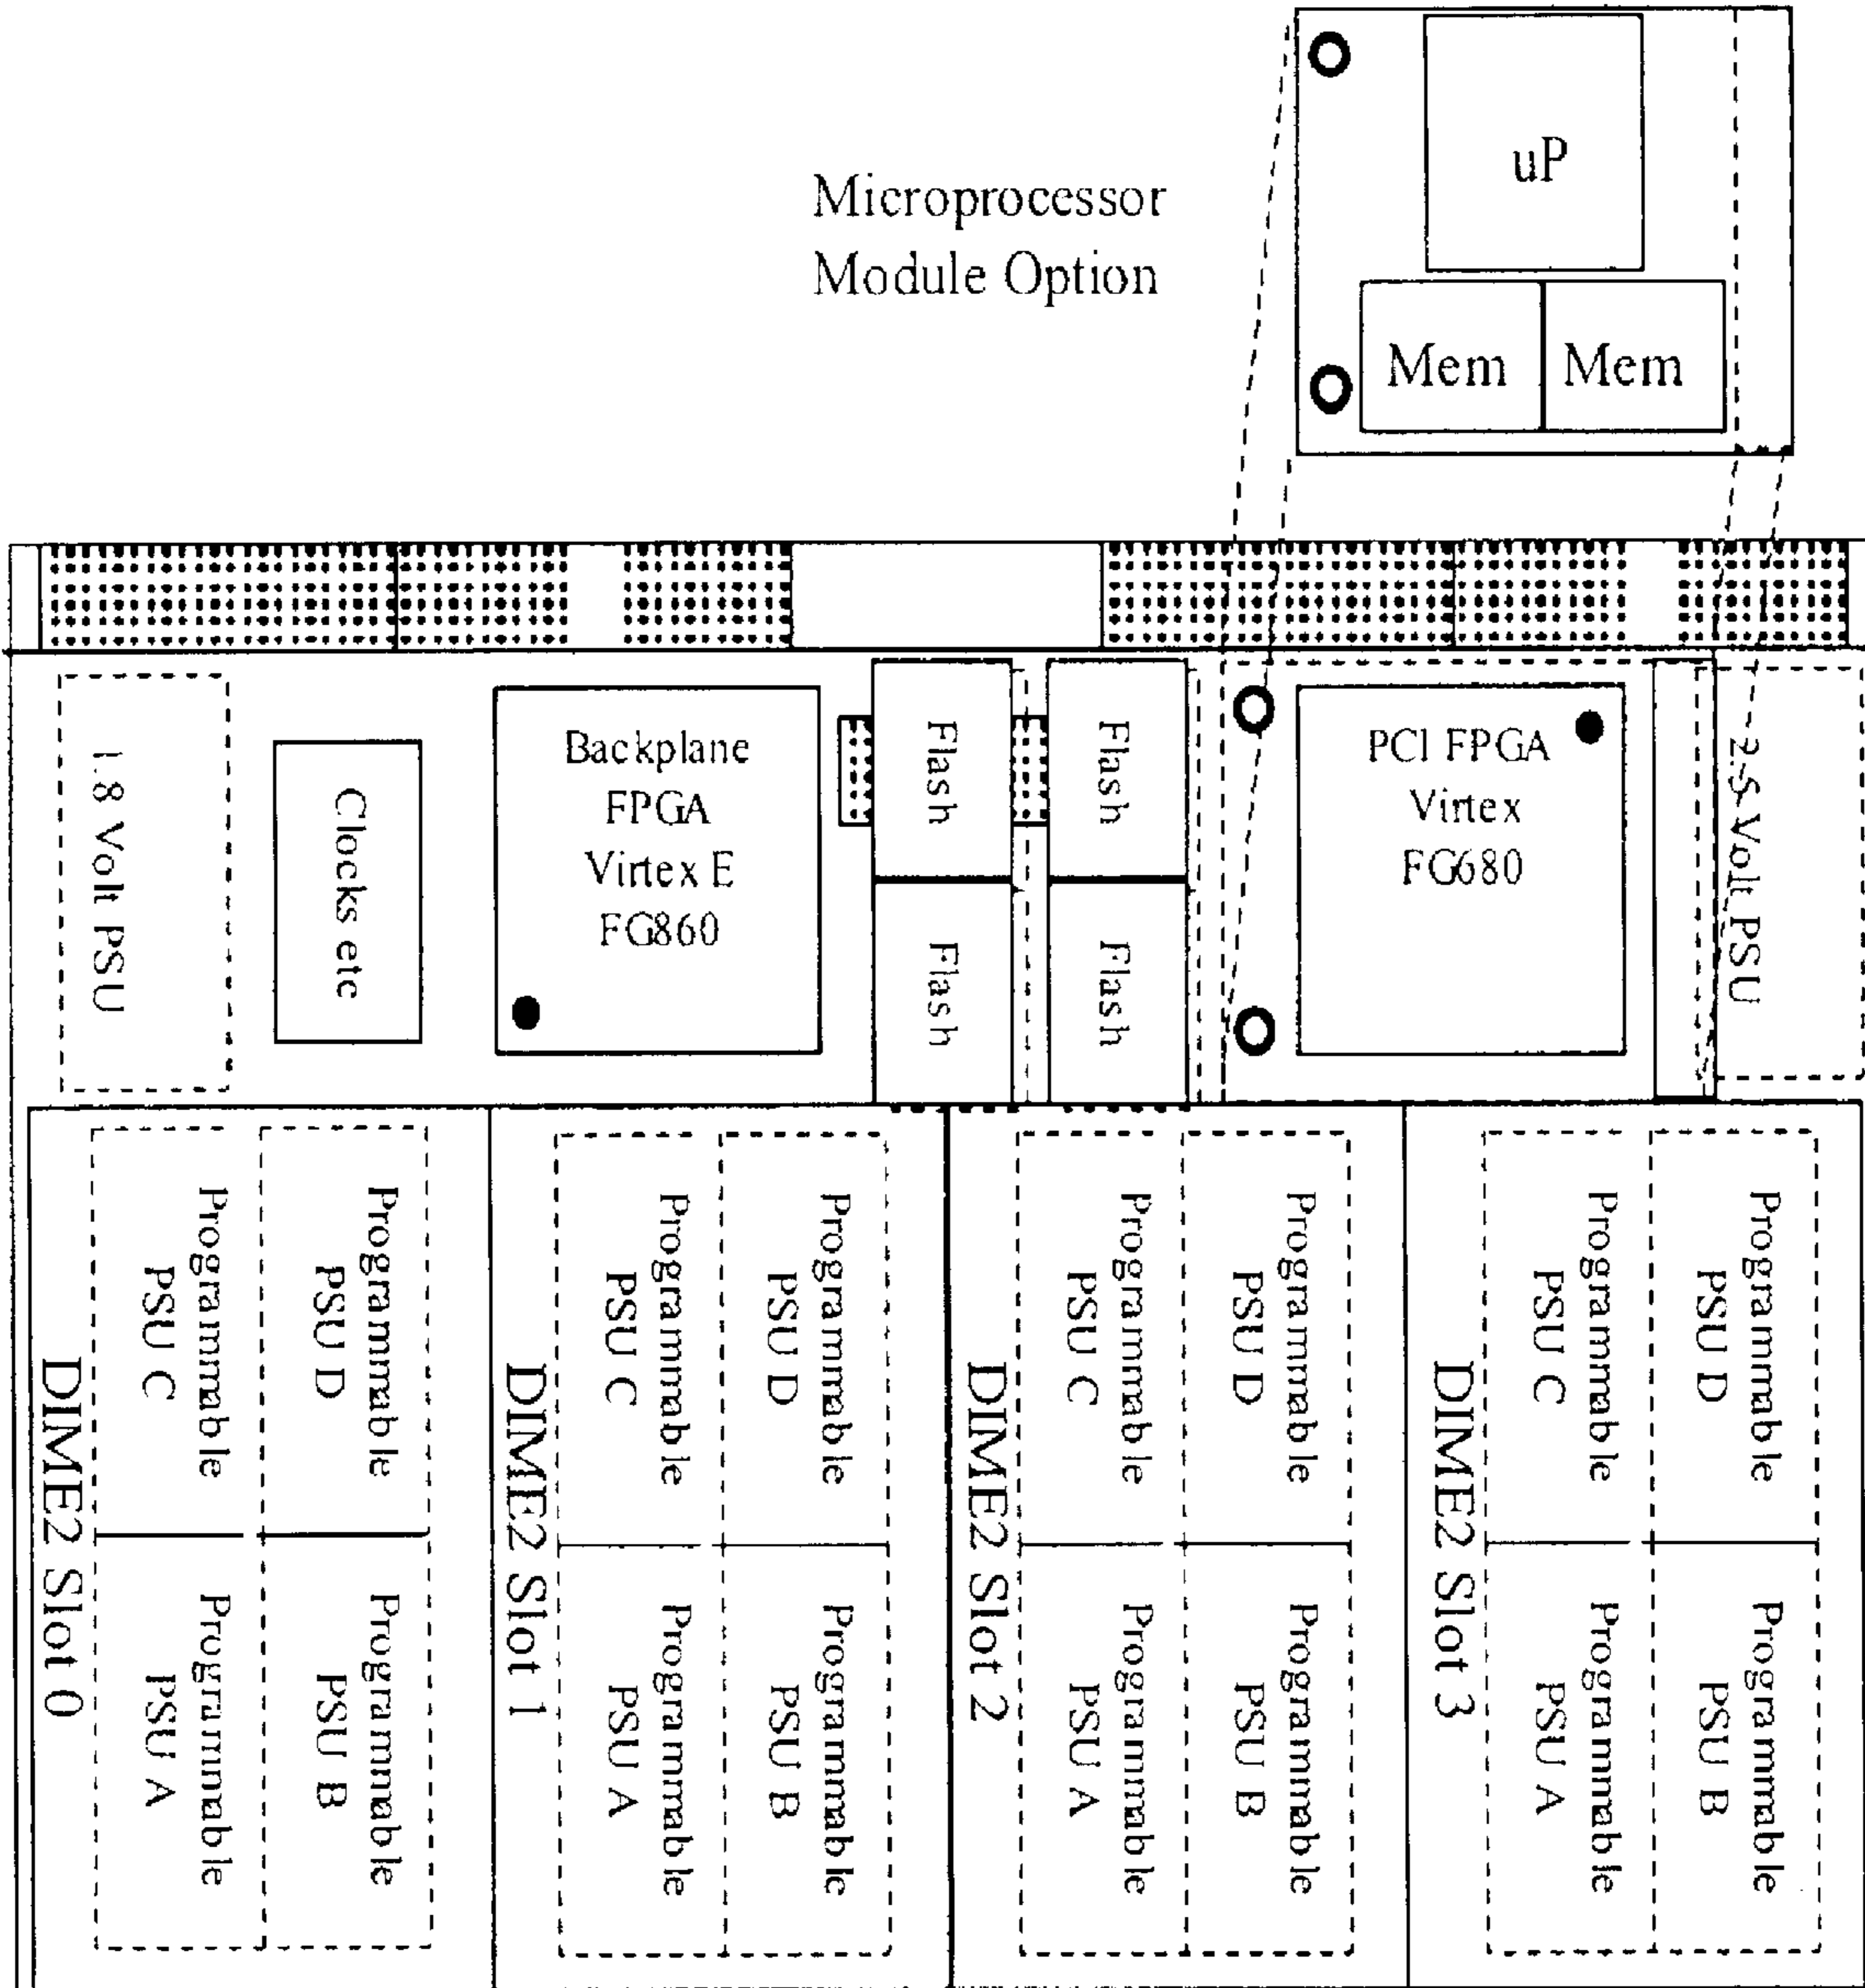 Microprocessor
Module Option
uP
Mem
Mem
1.8 Volt PSU
Clocks etc
Backplane
FPGA
Virtex E
FG860
Flash
Flash
Flash
Flash
PCI FPGA
Virtex
FG680
2.5 Volt PSU
Programmable
PSU D
Programmable
PSU C
Programmable
PSU B
Programmable
PSU A
DIME2 Slot 0
Programmable
PSU D
Programmable
PSU C
Programmable
PSU B
Programmable
PSU A
DIME2 Slot 1
Programmable
PSU D
Programmable
PSU C
Programmable
PSU B
Programmable
PSU A
DIME2 Slot 2
Programmable
PSU D
Programmable
PSU C
Programmable
PSU B
Programmable
PSU A
DIME2 Slot 3